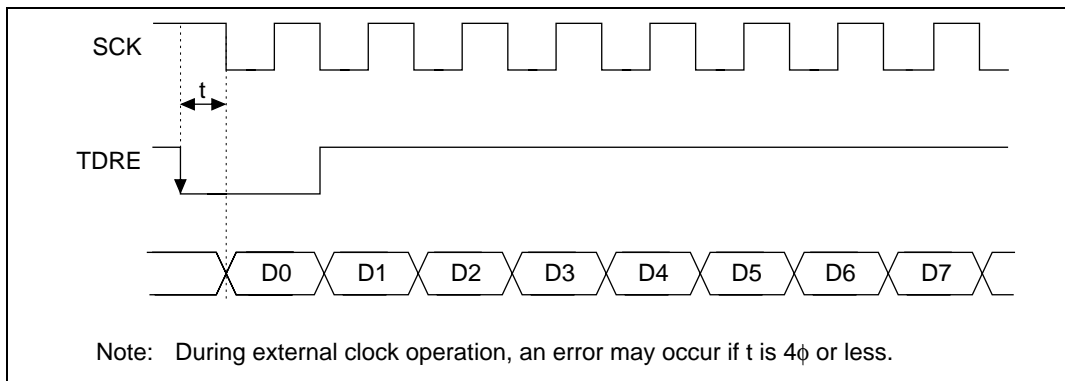 SCK
t
TDRE
D0 D1 D2 D3 D4 D5 D6 D7
Note: During external clock operation, an error may occur if t is 4ϕ or less.